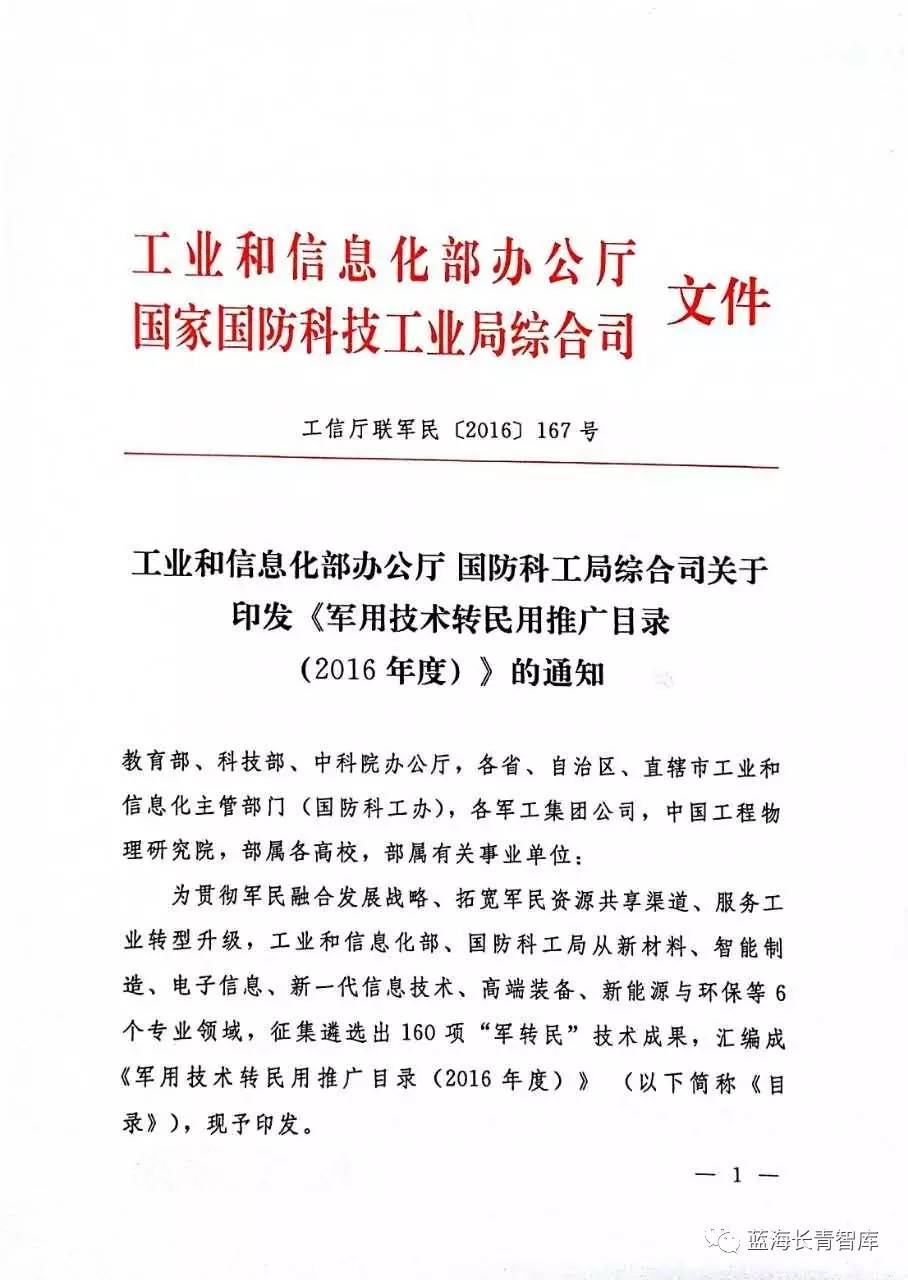 工业和信息化部办公厅
国家国防科技工业局综合司
文件
工信厅联军民〔2016〕167 号
工业和信息化部办公厅 国防科工局综合司关于
印发《军用技术转民用推广目录
(2016 年度)》的通知
教育部、科技部、中科院办公厅,各省、自治区、直辖市工业和
信息化主管部门(国防科工办),各军工集团公司,中国工程物
理研究院,部属各高校,部属有关事业单位:
为贯彻军民融合发展战略、拓宽军民资源共享渠道、服务工
业转型升级,工业和信息化部、国防科工局从新材料、智能制
造、电子信息、新一代信息技术、高端装备、新能源与环保等 6
个专业领域,征集遴选出 160 项“军转民”技术成果,汇编成
《军用技术转民用推广目录(2016 年度)》(以下简称《目
录》),现予印发。
— 1 —
蓝海长青智库